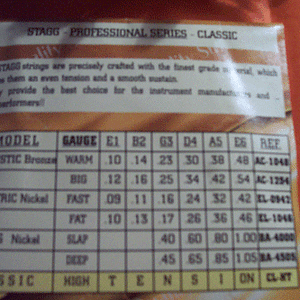 STAGG - PROFESSIONAL SERIES - CLASSIC
STAGG strings are precisely crafted with the finest grade material, which
them an even tension and a smooth sustain.
provide the best choice for the instrument manufacturers and
performers!!
MODEL GAUGE E1 B2 G3 D4 A5 E6 REF.
STIC Bronze WARM .10 .14 .23 .30 .38 .48 AC-1048
BIG .12 .16 .25 .34 .42 .54 AC-1254
RIC Nickel FAST .09 .11 .16 .24 .32 .42 EL-0942
FAT .10 .13 .17 .26 .36 .46 EL-1046
Nickel SLAP .40 .60 .80 1.00 BA-4000
DEEP .45 .65 .85 1.05 BA-4505
SSIC HIGH T E N S I ON CL-HT